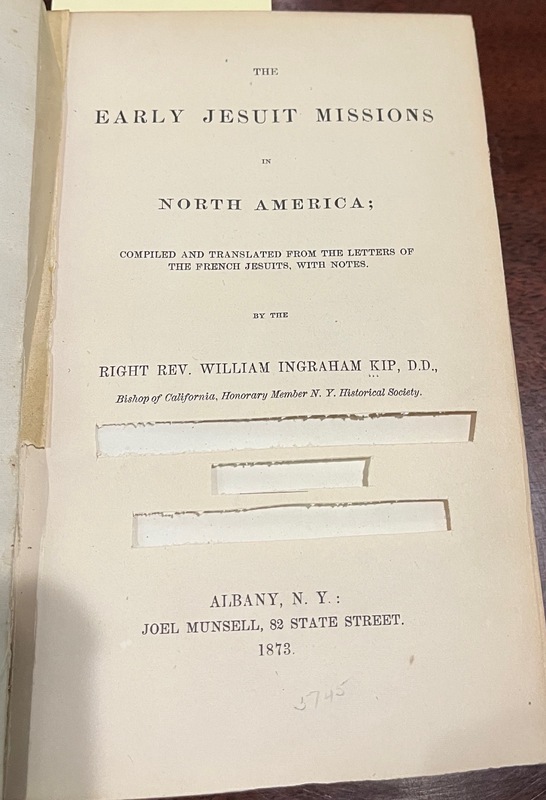 THE
EARLY JESUIT MISSIONS
IN
NORTH AMERICA;
COMPILED AND TRANSLATED FROM THE LETTERS OF
THE FRENCH JESUITS, WITH NOTES.
BY THE
RIGHT REV. WILLIAM INGRAHAM KIP, D.D.,
Bishop of California, Honorary Member N. Y. Historical Society.
ALBANY, N. Y.:
JOEL MUNSELL, 82 STATE STREET.
1873.
5745